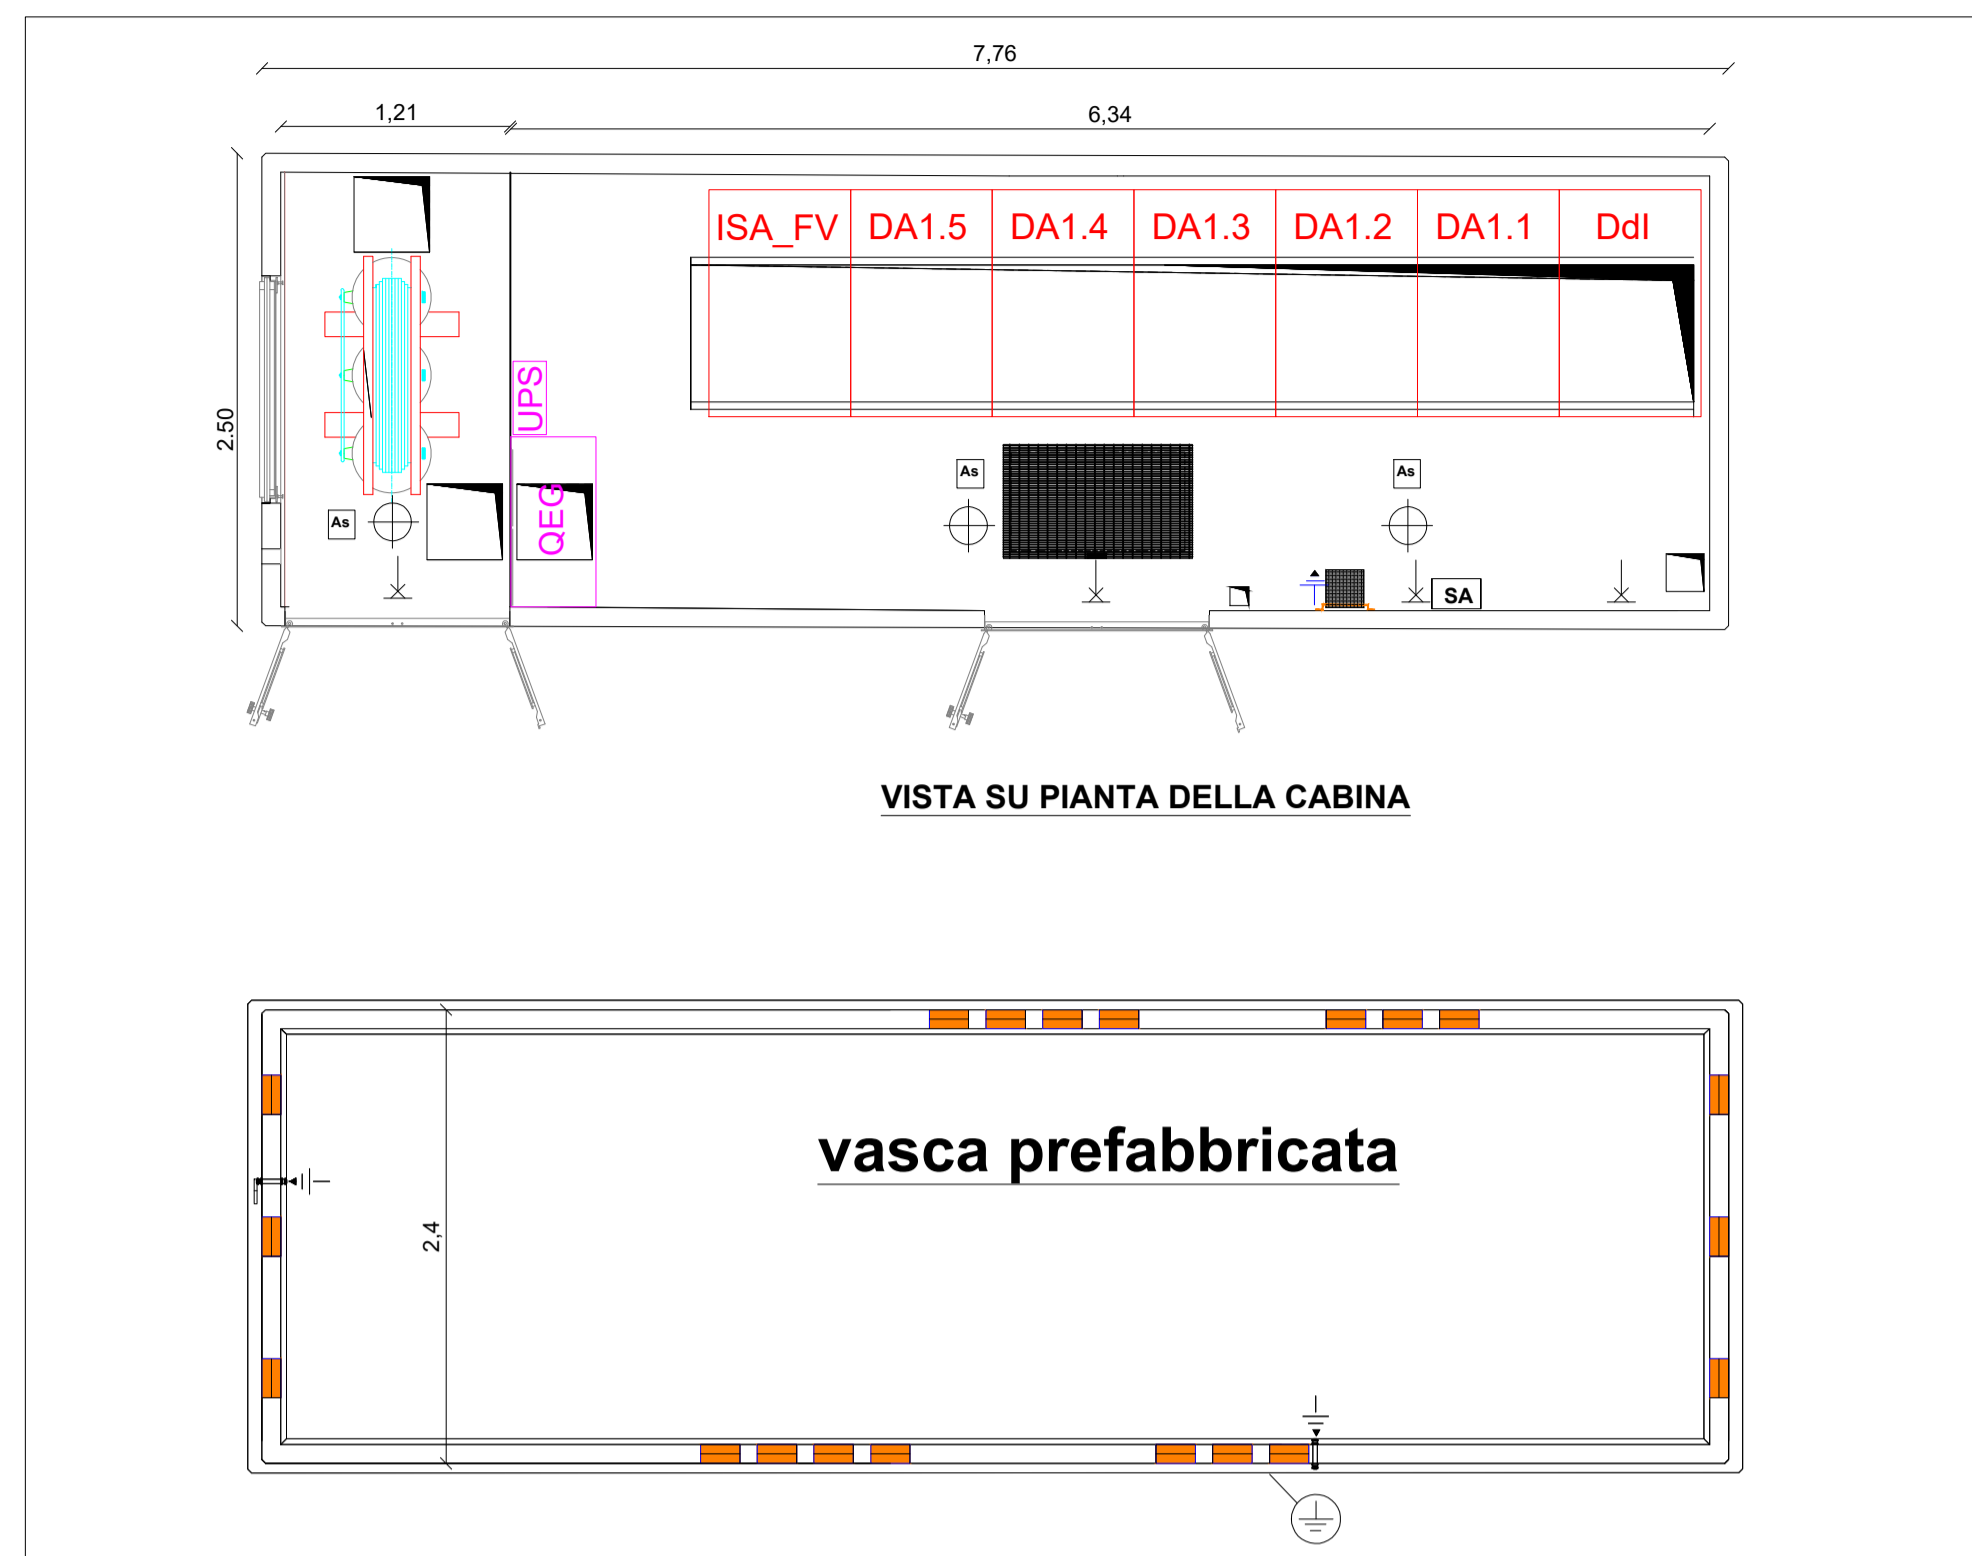 7,76
1,21
6,34
2.50
ISA_FV DA1.5 DA1.4 DA1.3 DA1.2 DA1.1 DdI
UPS
QEG
As
As
As
SA
VISTA SU PIANTA DELLA CABINA
vasca prefabbricata
2,4